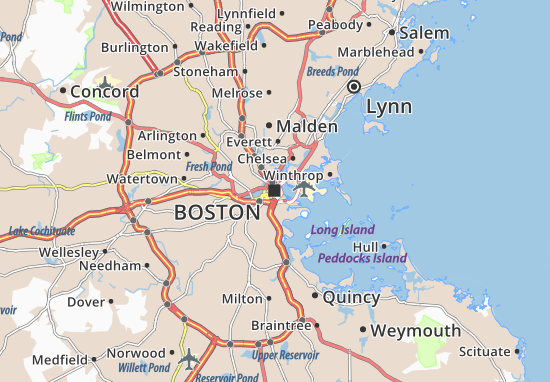 Wilmington
Lynnfield
Peabody
Reading
Salem
Burlington
Wakefield
Marblehead
Stoneham
Breeds Pond
Concord
Melrose
Lynn
Flints Pond
Malden
Arlington
Everett
Belmont
Chelsea
Fresh Pond
Winthrop
Watertown
BOSTON
Lake Cochituate
Long Island
Hull
Wellesley
Peddocks Island
Needham
Dover
Milton
Quincy
voir
Braintree
Weymouth
Medfield
Norwood
Upper Reservoir
Scituate
Willett Pond
Reservoir Pond